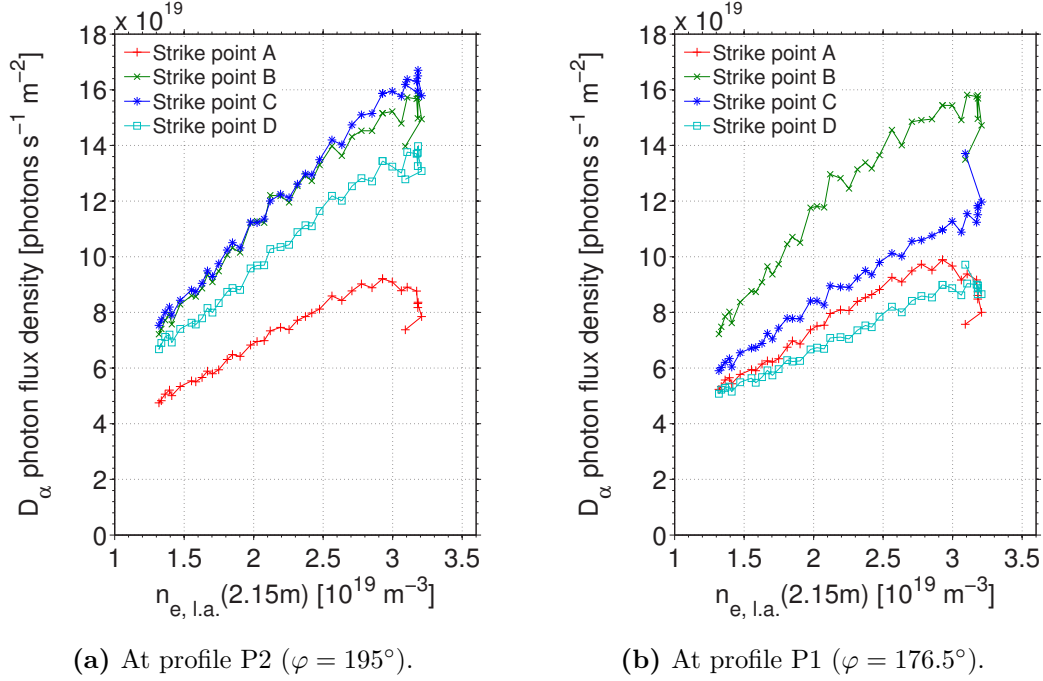 x 10^19
18
16
14
12
10
8
6
4
2
0
D_α photon flux density [photons s^−1 m^−2]
Strike point A
Strike point B
Strike point C
Strike point D
1 1.5 2 2.5 3 3.5
n_e, l.a.(2.15m) [10^19 m^−3]
(a) At profile P2 (φ = 195°).
x 10^19
18
16
14
12
10
8
6
4
2
0
D_α photon flux density [photons s^−1 m^−2]
Strike point A
Strike point B
Strike point C
Strike point D
1 1.5 2 2.5 3 3.5
n_e, l.a.(2.15m) [10^19 m^−3]
(b) At profile P1 (φ = 176.5°).